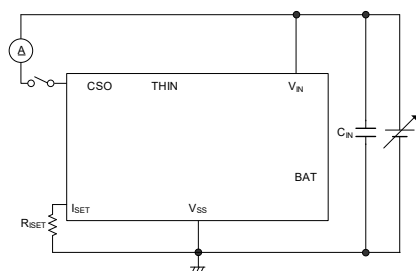 A
CSO THIN VIN
CIN
BAT
ISET VSS
RISET